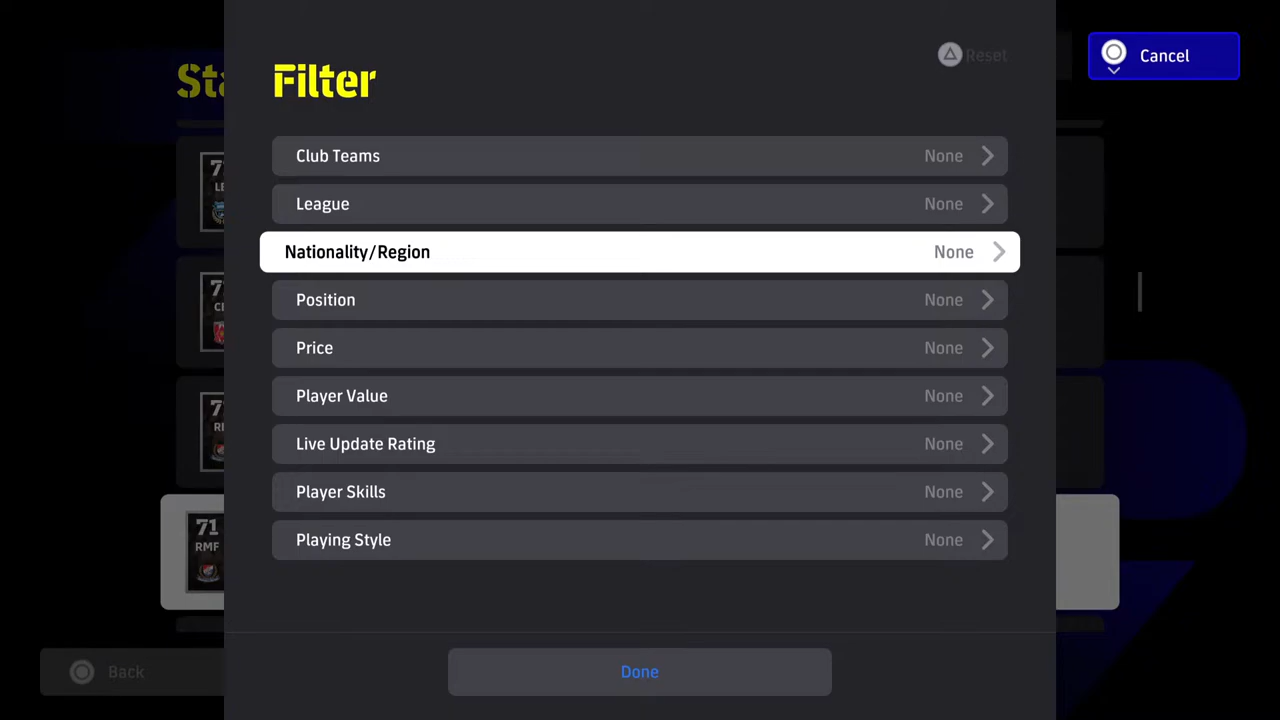 Reset
Cancel
Sta
Filter
Club Teams None
League None
Nationality/Region None
Position None
Price None
Player Value None
Live Update Rating None
Player Skills None
Playing Style None
71
RMF
Back
Done